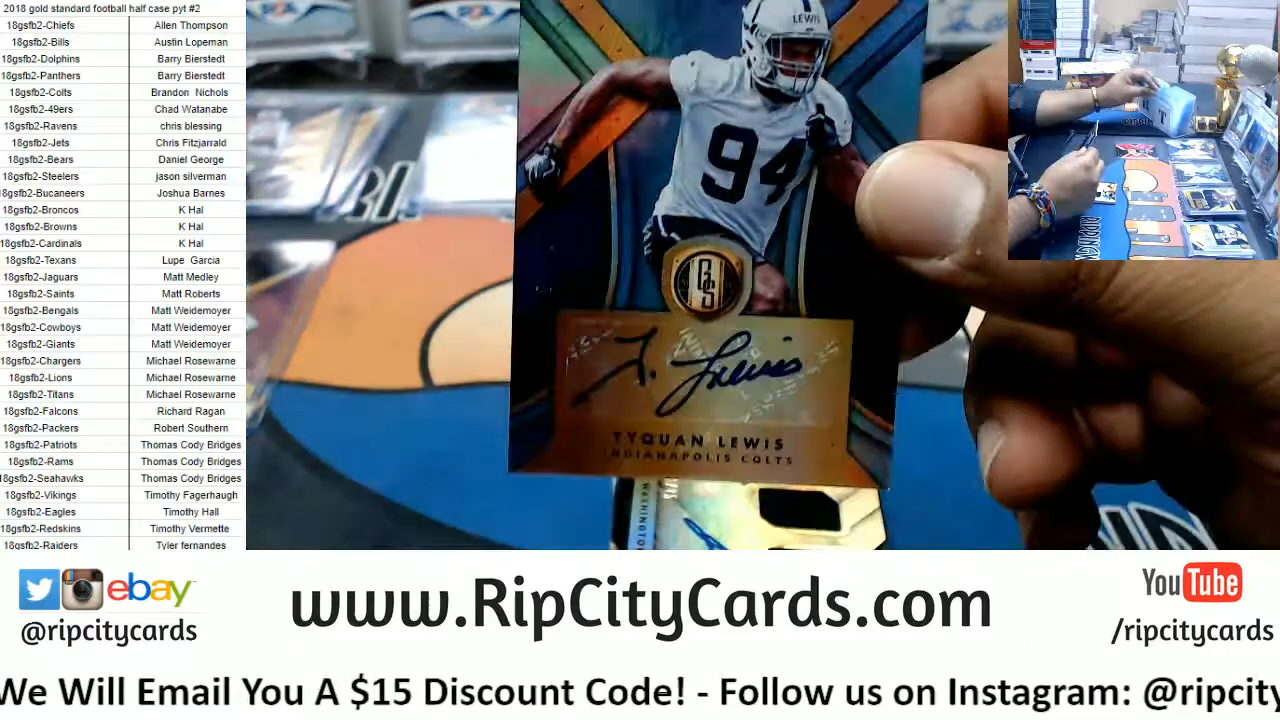 2018 gold standard football half case pyt #2
18gsfb2-Chiefs Allen Thompson
18gsfb2-Bills Austin Lopeman
18gsfb2-Dolphins Barry Bierstedt
18gsfb2-Panthers Barry Bierstedt
18gsfb2-Colts Brandon Nichols
18gsfb2-49ers Chad Watanabe
18gsfb2-Ravens chris blessing
18gsfb2-Jets Chris Fitzjarrald
18gsfb2-Bears Daniel George
18gsfb2-Steelers jason silverman
18gsfb2-Bucaneers Joshua Barnes
18gsfb2-Broncos K Hal
18gsfb2-Browns K Hal
18gsfb2-Cardinals K Hal
18gsfb2-Texans Lupe Garcia
18gsfb2-Jaguars Matt Medley
18gsfb2-Saints Matt Roberts
18gsfb2-Bengals Matt Weidemoyer
18gsfb2-Cowboys Matt Weidemoyer
18gsfb2-Giants Matt Weidemoyer
18gsfb2-Chargers Michael Rosewarne
18gsfb2-Lions Michael Rosewarne
18gsfb2-Titans Michael Rosewarne
18gsfb2-Falcons Richard Ragan
18gsfb2-Packers Robert Southern
18gsfb2-Patriots Thomas Cody Bridges
18gsfb2-Rams Thomas Cody Bridges
18gsfb2-Seahawks Thomas Cody Bridges
18gsfb2-Vikings Timothy Fagerhaugh
18gsfb2-Eagles Timothy Hall
18gsfb2-Redskins Timothy Vermette
18gsfb2-Raiders Tyler fernandes
LEWIS
94
GS
T. Lewis
TYQUAN LEWIS
INDIANAPOLIS COLTS
WASHINGTON
ebay
@ripcitycards
www.RipCityCards.com
YouTube
/ripcitycards
We Will Email You A $15 Discount Code! - Follow us on Instagram: @ripcity